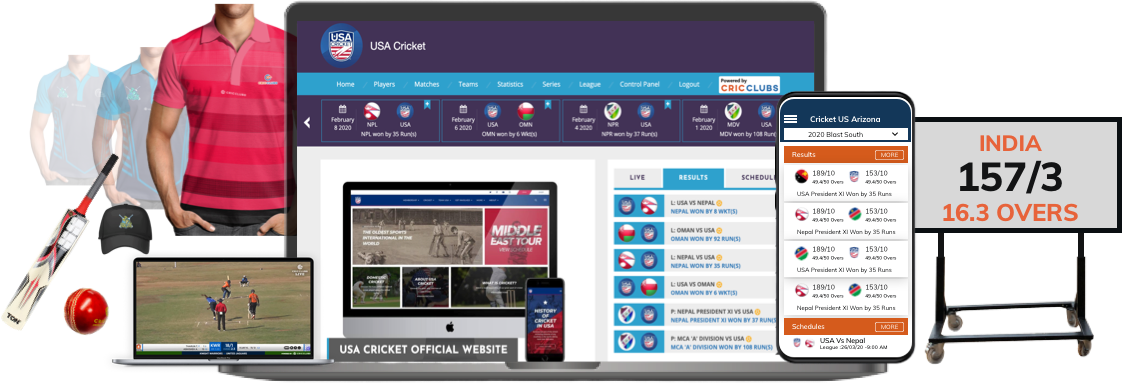 USA
CRICKET
USA Cricket
Home
Players
Matches
Teams
Statistics
Series
League
Control Panel
Logout
Powered by
CRICCLUBS
February
8 2020
NPL
USA
NPL won by 35 Run(s)
February
6 2020
USA
OMN
OMN won by 6 Wkt(s)
February
4 2020
NPR
USA
NPR won by 37 Run(s)
February
1 2020
MDV
USA
MDV won by 108 Run(
LIVE
RESULTS
SCHEDUL
L: USA VS NEPAL
NEPAL WON BY 8 WKT(S)
L: OMAN VS USA
OMAN WON BY 92 RUN(S)
L: NEPAL VS USA
NEPAL WON BY 35 RUN(S)
L: USA VS OMAN
OMAN WON BY 6 WKT(S)
P: NEPAL PRESIDENT XI VS USA
NEPAL PRESIDENT XI WON BY 37 RUN(S
P: MCA 'A' DIVISION VS USA
MCA 'A' DIVISION WON BY 108 RUN(S)
THE OLDEST SPORTS
INTERNATIONAL IN THE
WORLD
MIDDLE
EAST TOUR
DOMESTIC
CRICKET
ABOUT USA
CRICKET
WHAT IS CRICKET?
HISTORY OF
CRICKET
IN USA
USA CRICKET OFFICIAL WEBSITE
Cricket US Arizona
2020 Blast South
Results
MORE
189/10
49.4/50 Overs
153/10
49.4/50 Overs
USA President XI Won by 35 Runs
189/10
49.4/50 Overs
153/10
49.4/50 Overs
Nepal President XI Won by 35 Runs
189/10
49.4/50 Overs
153/10
49.4/50 Overs
USA President XI Won by 35 Runs
189/10
49.4/50 Overs
153/10
49.4/50 Overs
Nepal President XI Won by 35 Runs
Schedules
MORE
USA Vs Nepal
League :26/03/20 -9:00 AM
INDIA
157/3
16.3 OVERS
TON